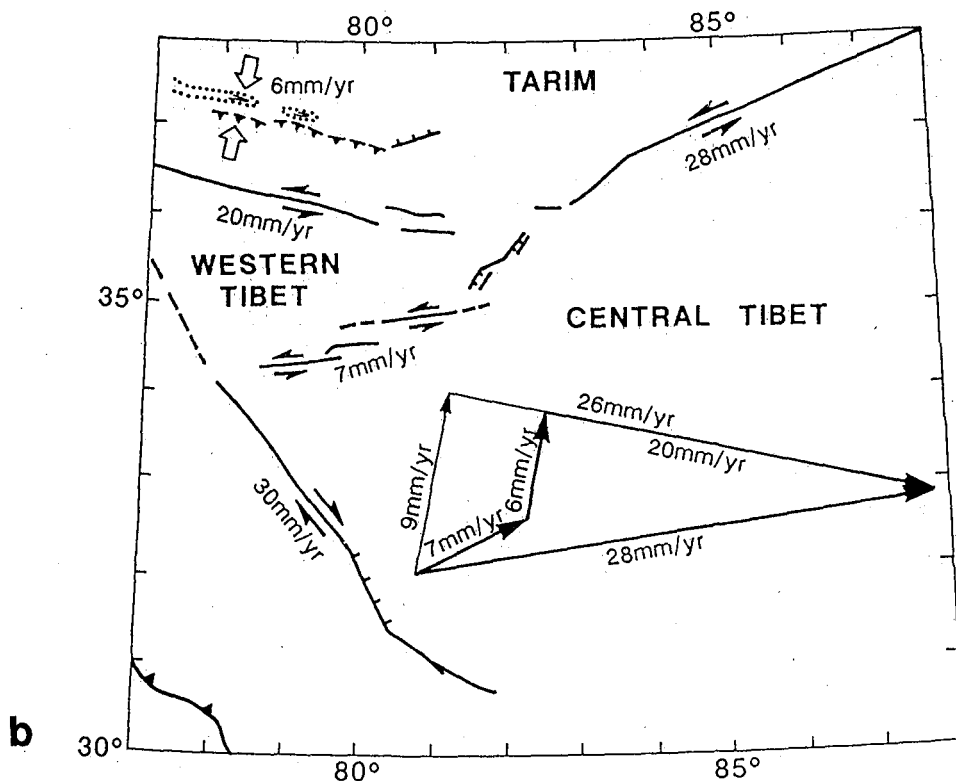 80°
85°
6mm/yr
TARIM
28mm/yr
20mm/yr
WESTERN
TIBET
35°
CENTRAL TIBET
7mm/yr
26mm/yr
20mm/yr
9mm/yr
6mm/yr
7mm/yr
30mm/yr
28mm/yr
b
30°
80°
85°